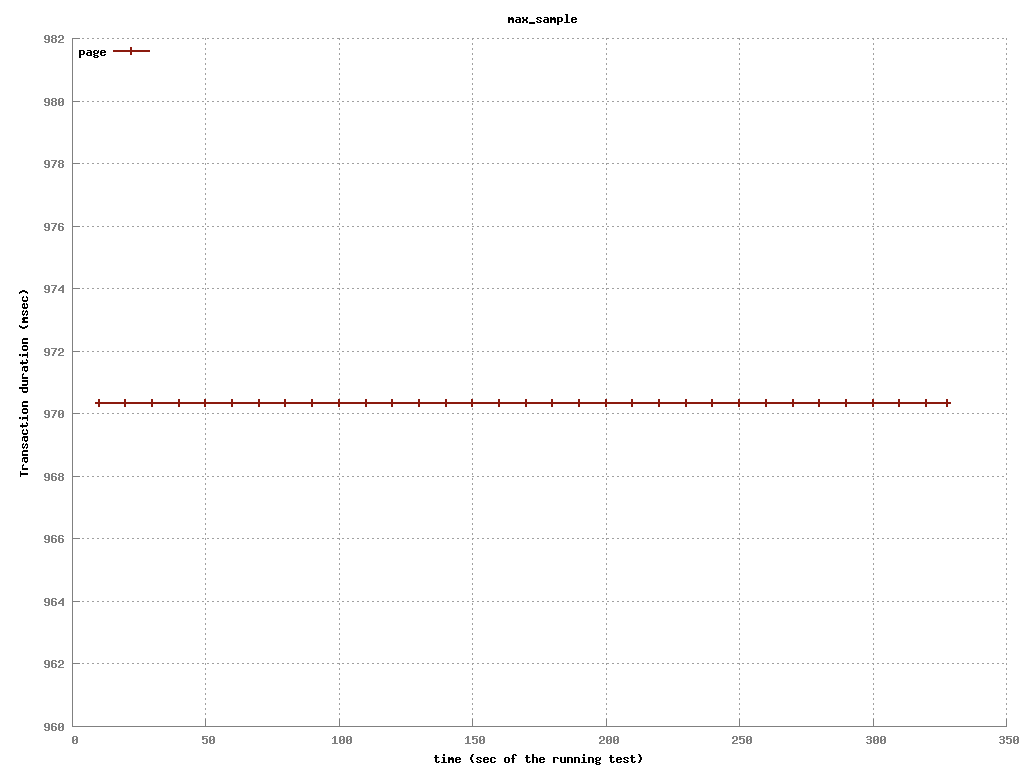 max_sample
page
982
980
978
976
974
972
970
968
966
964
962
960
Transaction duration (msec)
0 50 100 150 200 250 300 350
time (sec of the running test)